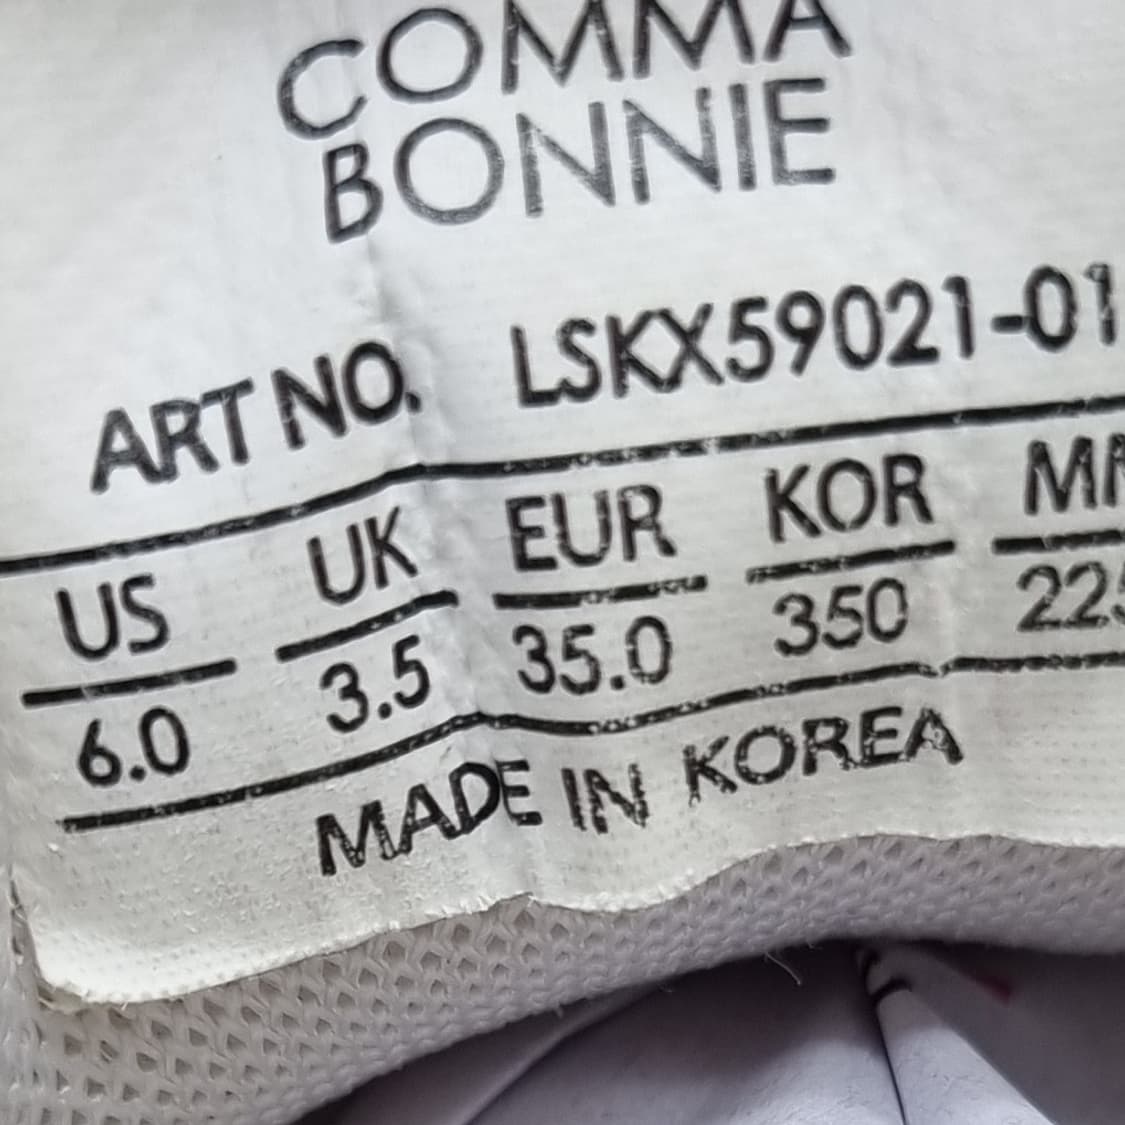 COMMA
BONNIE
ART NO. LSKX59021-01
US UK EUR KOR
6.0 3.5 35.0 350 225
MADE IN KOREA